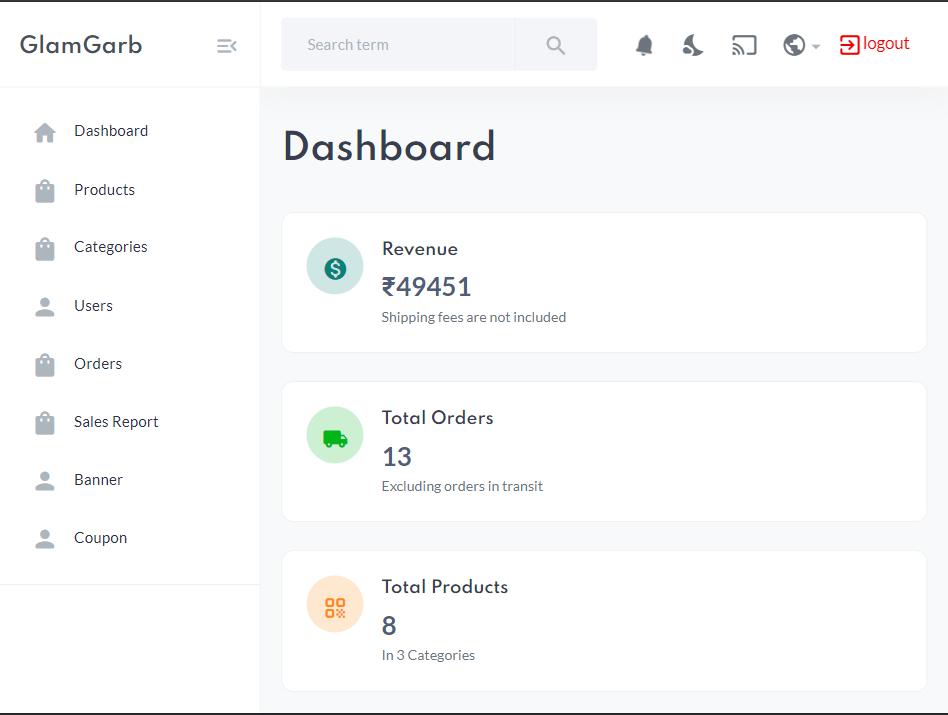 GlamGarb
Search term
logout
Dashboard
Products
Categories
Users
Orders
Sales Report
Banner
Coupon
Dashboard
Revenue
₹49451
Shipping fees are not included
Total Orders
13
Excluding orders in transit
Total Products
8
In 3 Categories